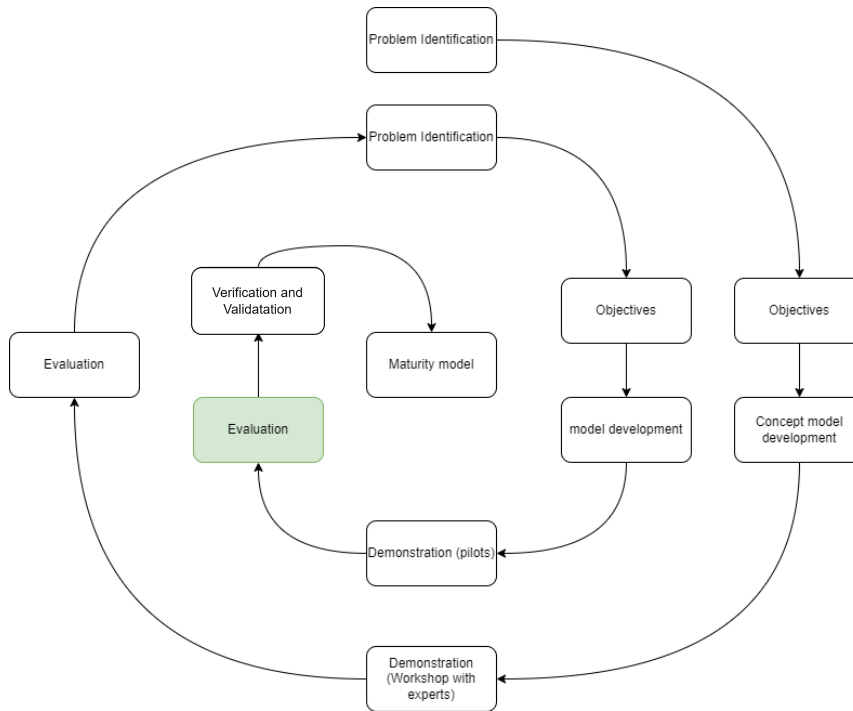 Problem Identification
Problem Identification
Verification and
Validatation
Objectives
Objectives
Evaluation
Maturity model
Evaluation
model development
Concept model
development
Demonstration (pilots)
Demonstration
(Workshop with
experts)